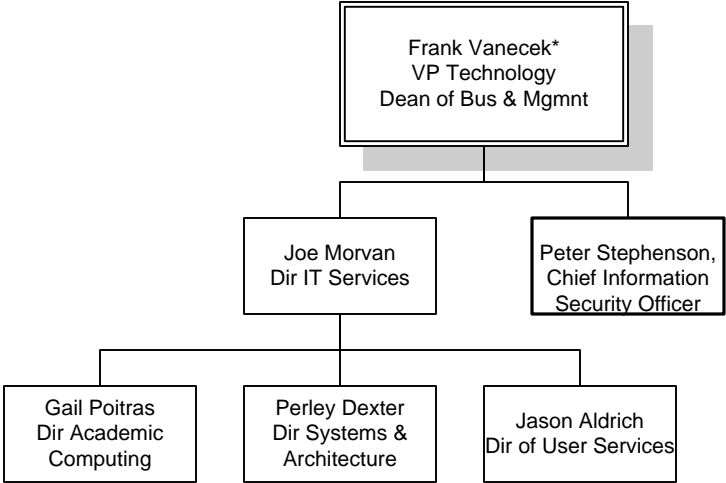 Frank Vanecek*
VP Technology
Dean of Bus & Mgmnt
Joe Morvan
Dir IT Services
Peter Stephenson,
Chief Information
Security Officer
Gail Poitras
Dir Academic
Computing
Perley Dexter
Dir Systems &
Architecture
Jason Aldrich
Dir of User Services